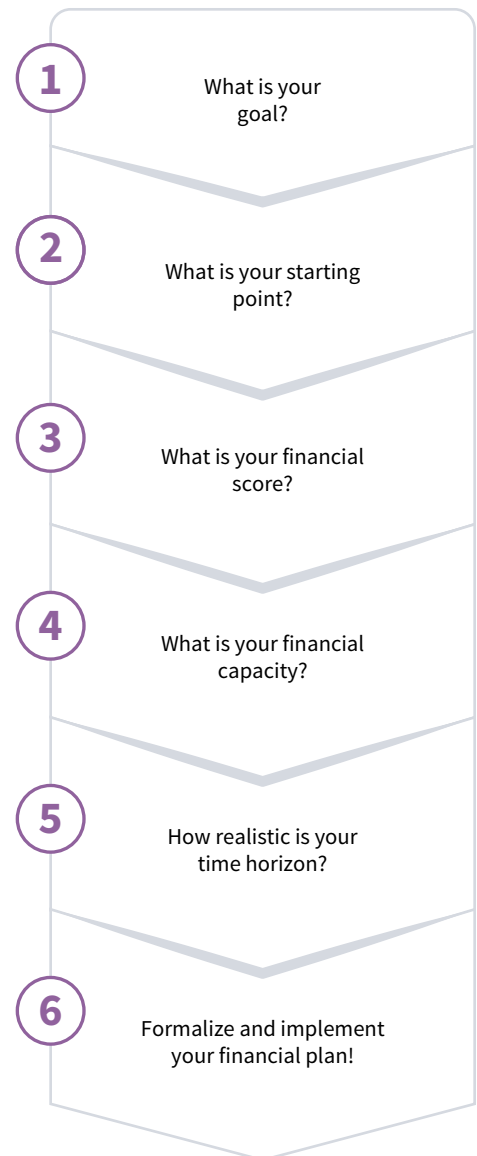 1
What is your
goal?
2
What is your starting
point?
3
What is your financial
score?
4
What is your financial
capacity?
5
How realistic is your
time horizon?
6
Formalize and implement
your financial plan!